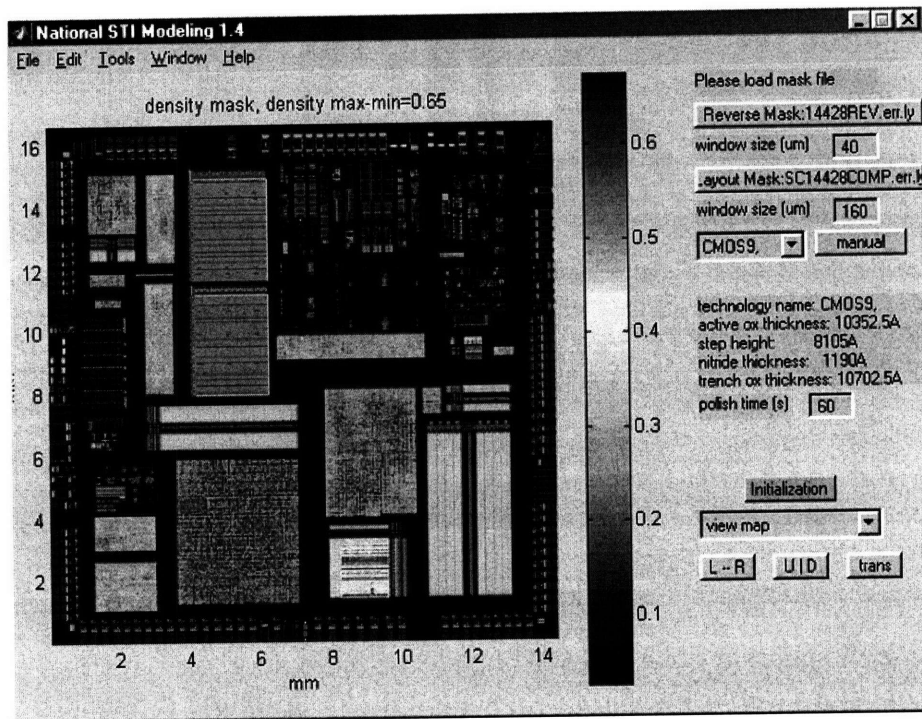 National STI Modeling 1.4
File Edit Tools Window Help
density mask, density max-min=0.65
16
14
12
10
8
6
4
2
2 4 6 8 10 12 14
mm
0.6
0.5
0.4
0.3
0.2
0.1
Please load mask file
Reverse Mask:14428REV.err.ly
window size (um) 40
ayout Mask:SC14428COMP.err.ly
window size (um) 160
CMOS9, manual
technology name: CMOS9,
active ox thickness: 10352.5A
step height: 8105A
nitride thickness: 1190A
trench ox thickness: 10702.5A
polish time (s) 60
Initialization
view map
L -- R U | D trans